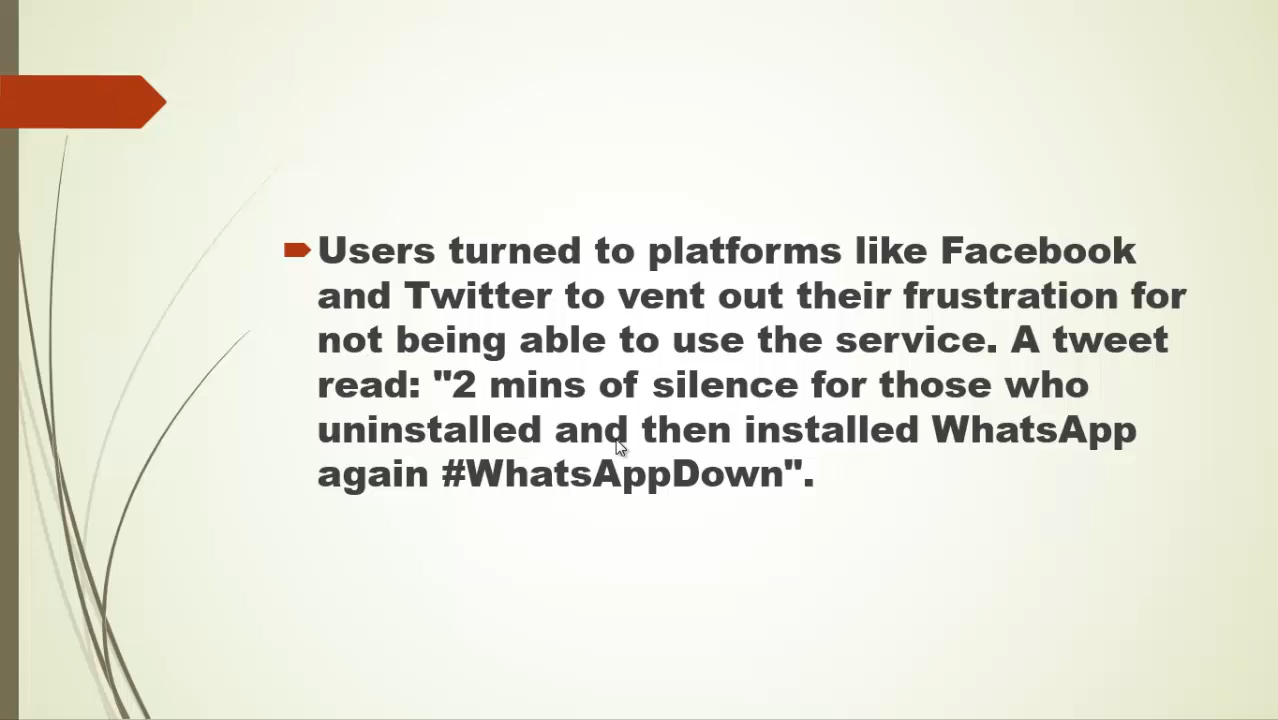 Users turned to platforms like Facebook
and Twitter to vent out their frustration for
not being able to use the service. A tweet
read: "2 mins of silence for those who
uninstalled and then installed WhatsApp
again #WhatsAppDown".